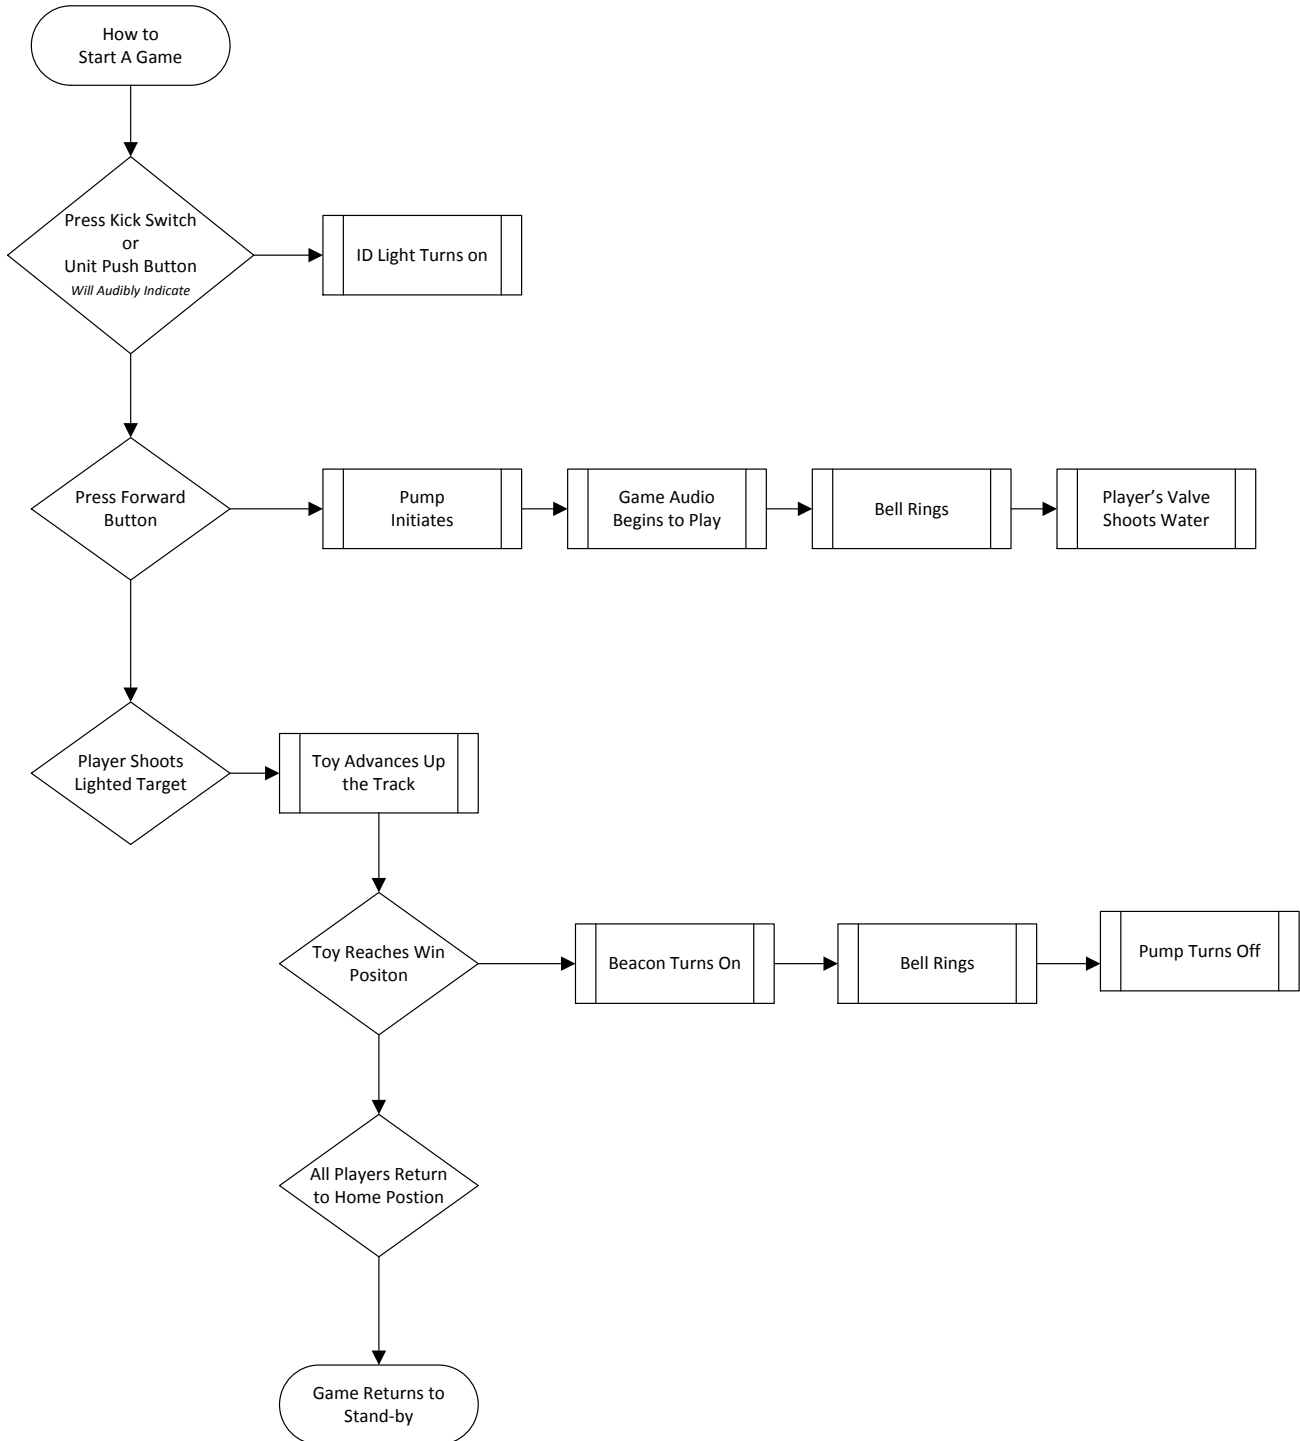 How to
Start A Game
Press Kick Switch
or
Unit Push Button
Will Audibly Indicate
ID Light Turns on
Press Forward
Button
Pump
Initiates
Game Audio
Begins to Play
Bell Rings
Player’s Valve
Shoots Water
Player Shoots
Lighted Target
Toy Advances Up
the Track
Toy Reaches Win
Positon
Beacon Turns On
Bell Rings
Pump Turns Off
All Players Return
to Home Postion
Game Returns to
Stand-by